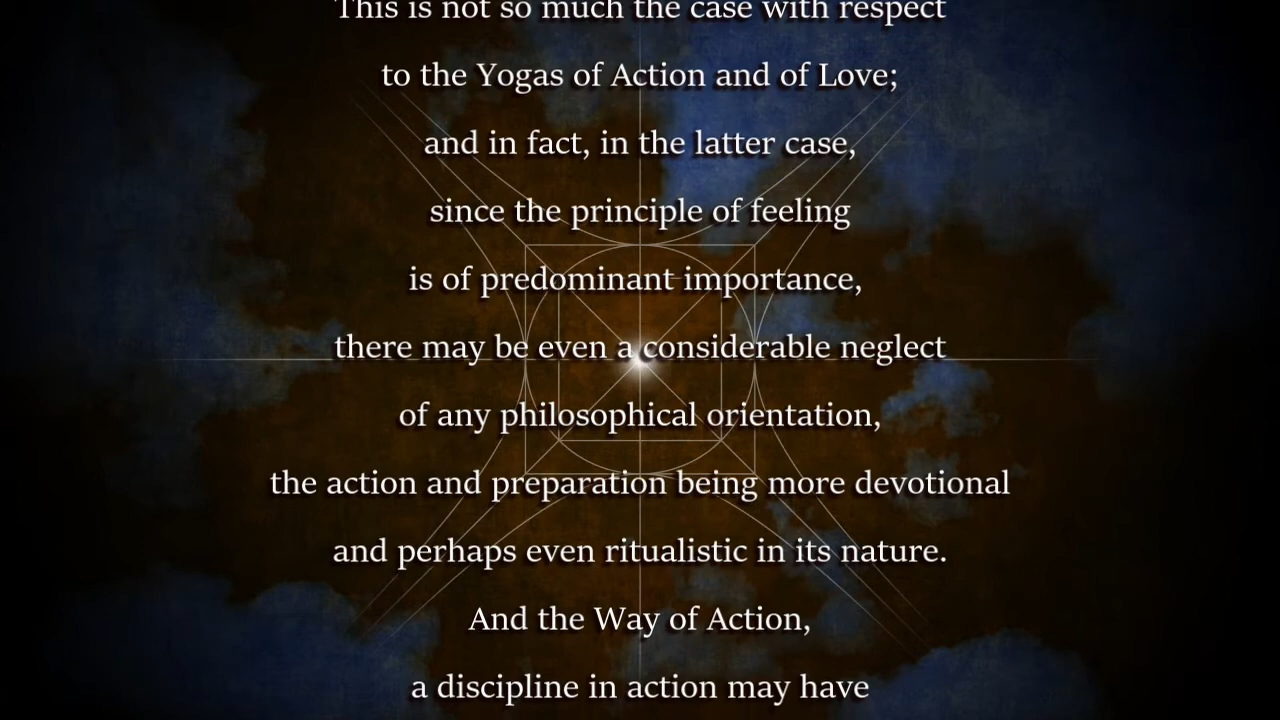 This is not so much the case with respect
to the Yogas of Action and of Love;
and in fact, in the latter case,
since the principle of feeling
is of predominant importance,
there may be even a considerable neglect
of any philosophical orientation,
the action and preparation being more devotional
and perhaps even ritualistic in its nature.
And the Way of Action,
a discipline in action may have